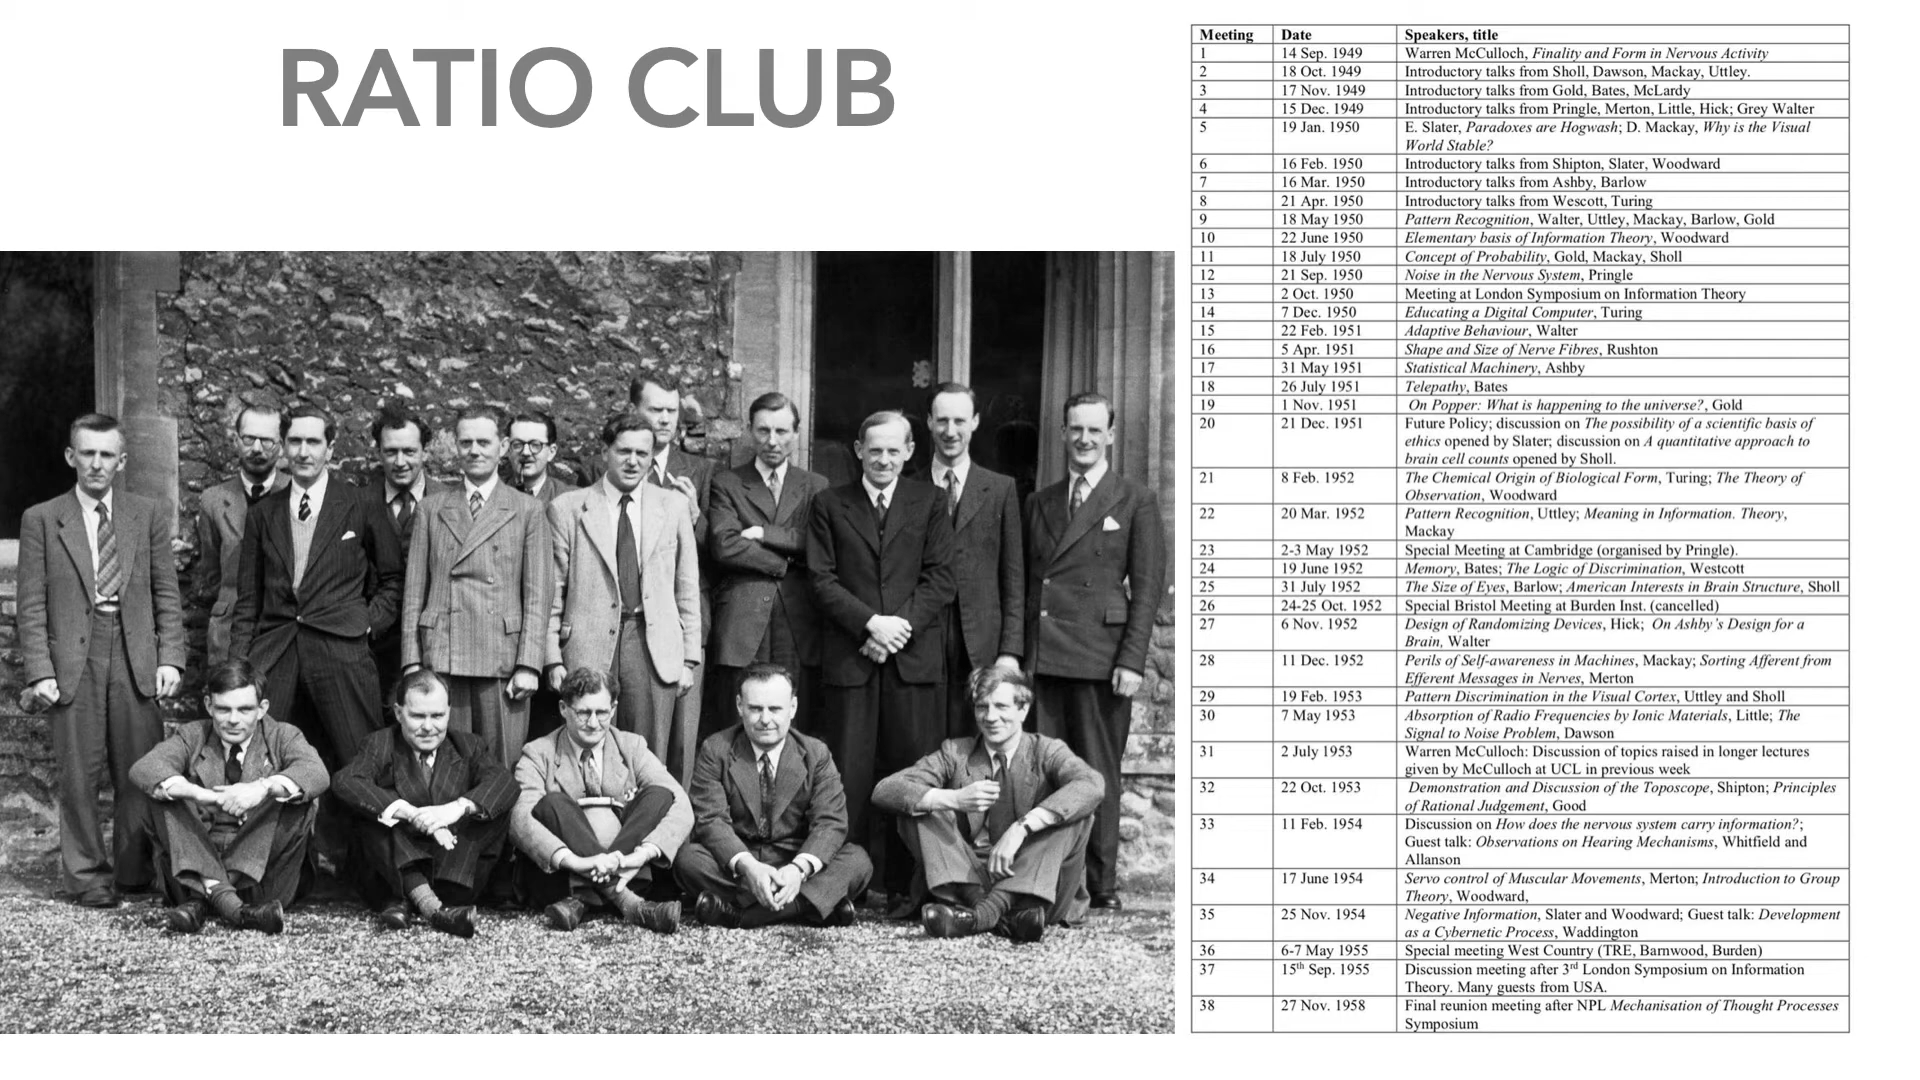 RATIO CLUB
Meeting Date Speakers, title
1 14 Sep. 1949 Warren McCulloch, Finality and Form in Nervous Activity
2 18 Oct. 1949 Introductory talks from Sholl, Dawson, Mackay, Uttley.
3 17 Nov. 1949 Introductory talks from Gold, Bates, McLardy
4 15 Dec. 1949 Introductory talks from Pringle, Merton, Little, Hick; Grey Walter
5 19 Jan. 1950 E. Slater, Paradoxes are Hogwash; D. Mackay, Why is the Visual
World Stable?
6 16 Feb. 1950 Introductory talks from Shipton, Slater, Woodward
7 16 Mar. 1950 Introductory talks from Ashby, Barlow
8 21 Apr. 1950 Introductory talks from Wescott, Turing
9 18 May 1950 Pattern Recognition, Walter, Uttley, Mackay, Barlow, Gold
10 22 June 1950 Elementary basis of Information Theory, Woodward
11 18 July 1950 Concept of Probability, Gold, Mackay, Sholl
12 21 Sep. 1950 Noise in the Nervous System, Pringle
13 2 Oct. 1950 Meeting at London Symposium on Information Theory
14 7 Dec. 1950 Educating a Digital Computer, Turing
15 22 Feb. 1951 Adaptive Behaviour, Walter
16 5 Apr. 1951 Shape and Size of Nerve Fibres, Rushton
17 31 May 1951 Statistical Machinery, Ashby
18 26 July 1951 Telepathy, Bates
19 1 Nov. 1951 On Popper: What is happening to the universe?, Gold
20 21 Dec. 1951 Future Policy; discussion on The possibility of a scientific basis of
ethics opened by Slater; discussion on A quantitative approach to
brain cell counts opened by Sholl.
21 8 Feb. 1952 The Chemical Origin of Biological Form, Turing; The Theory of
Observation, Woodward
22 20 Mar. 1952 Pattern Recognition, Uttley; Meaning in Information. Theory,
Mackay
23 2-3 May 1952 Special Meeting at Cambridge (organised by Pringle).
24 19 June 1952 Memory, Bates; The Logic of Discrimination, Westcott
25 31 July 1952 The Size of Eyes, Barlow; American Interests in Brain Structure, Sholl
26 24-25 Oct. 1952 Special Bristol Meeting at Burden Inst. (cancelled)
27 6 Nov. 1952 Design of Randomizing Devices, Hick; On Ashby's Design for a
Brain, Walter
28 11 Dec. 1952 Perils of Self-awareness in Machines, Mackay; Sorting Afferent from
Efferent Messages in Nerves, Merton
29 19 Feb. 1953 Pattern Discrimination in the Visual Cortex, Uttley and Sholl
30 7 May 1953 Absorption of Radio Frequencies by Ionic Materials, Little; The
Signal to Noise Problem, Dawson
31 2 July 1953 Warren McCulloch: Discussion of topics raised in longer lectures
given by McCulloch at UCL in previous week
32 22 Oct. 1953 Demonstration and Discussion of the Toposcope, Shipton; Principles
of Rational Judgement, Good
33 11 Feb. 1954 Discussion on How does the nervous system carry information?;
Guest talk: Observations on Hearing Mechanisms, Whitfield and
Allanson
34 17 June 1954 Servo control of Muscular Movements, Merton; Introduction to Group
Theory, Woodward,
35 25 Nov. 1954 Negative Information, Slater and Woodward; Guest talk: Development
as a Cybernetic Process, Waddington
36 6-7 May 1955 Special meeting West Country (TRE, Barnwood, Burden)
37 15th Sep. 1955 Discussion meeting after 3rd London Symposium on Information
Theory. Many guests from USA.
38 27 Nov. 1958 Final reunion meeting after NPL Mechanisation of Thought Processes
Symposium